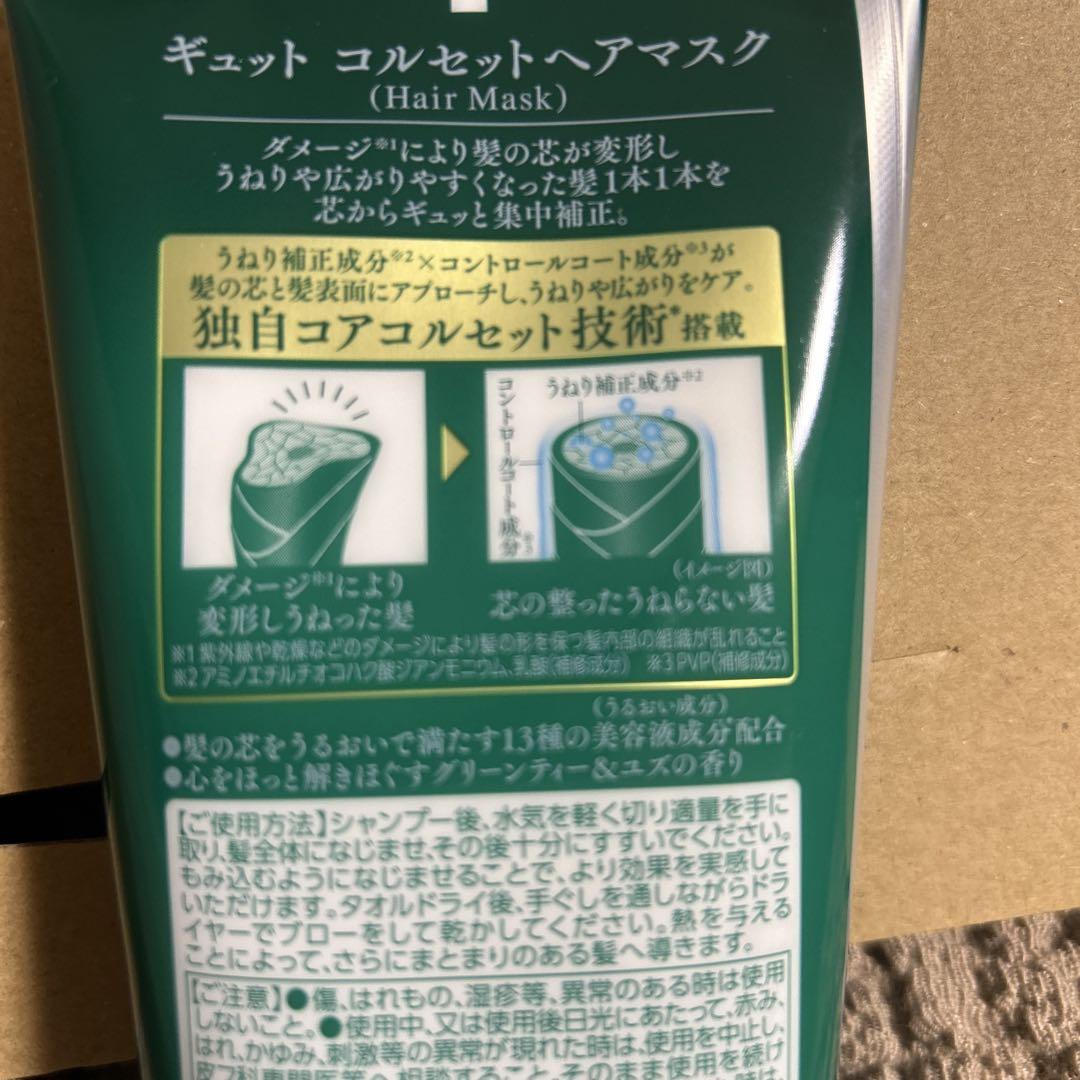 ギュット コルセットヘアマスク
(Hair Mask)
ダメージ※1により髪の芯が変形し
うねりや広がりやすくなった髪1本1本を
芯からギュッと集中補正。
うねり補正成分※2×コントロールコート成分※3が
髪の芯と髪表面にアプローチし、うねりや広がりをケア。
独自コアコルセット技術*搭載
うねり補正成分※2
コントロールコート成分※3
(イメージ図)
ダメージ※1により
変形しうねった髪
芯の整ったうねらない髪
※1 紫外線や乾燥などのダメージにより髪の形を保つ髪内部の組織が乱れること
※2 アミノエチルチオコハク酸ジアンモニウム、乳酸(補修成分) ※3 PVP(補修成分)
(うるおい成分)
●髪の芯をうるおいで満たす13種の美容液成分配合
●心をほっと解きほぐすグリーンティー&ユズの香り
【ご使用方法】シャンプー後、水気を軽く切り適量を手に
取り、髪全体になじませ、その後十分にすすいでください。
もみ込むようになじませることで、より効果を実感して
いただけます。タオルドライ後、手ぐしを通しながらドラ
イヤーでブローをして乾かしてください。熱を与える
ことによって、さらにまとまりのある髪へ導きます。
【ご注意】●傷、はれもの、湿疹等、異常のある時は使用
しないこと。●使用中、又は使用後日光にあたって、赤み、
はれ、かゆみ、刺激等の異常が現れた時は、使用を中止し、
皮フ科専門医等へ相談すること。そのまま使用を続け